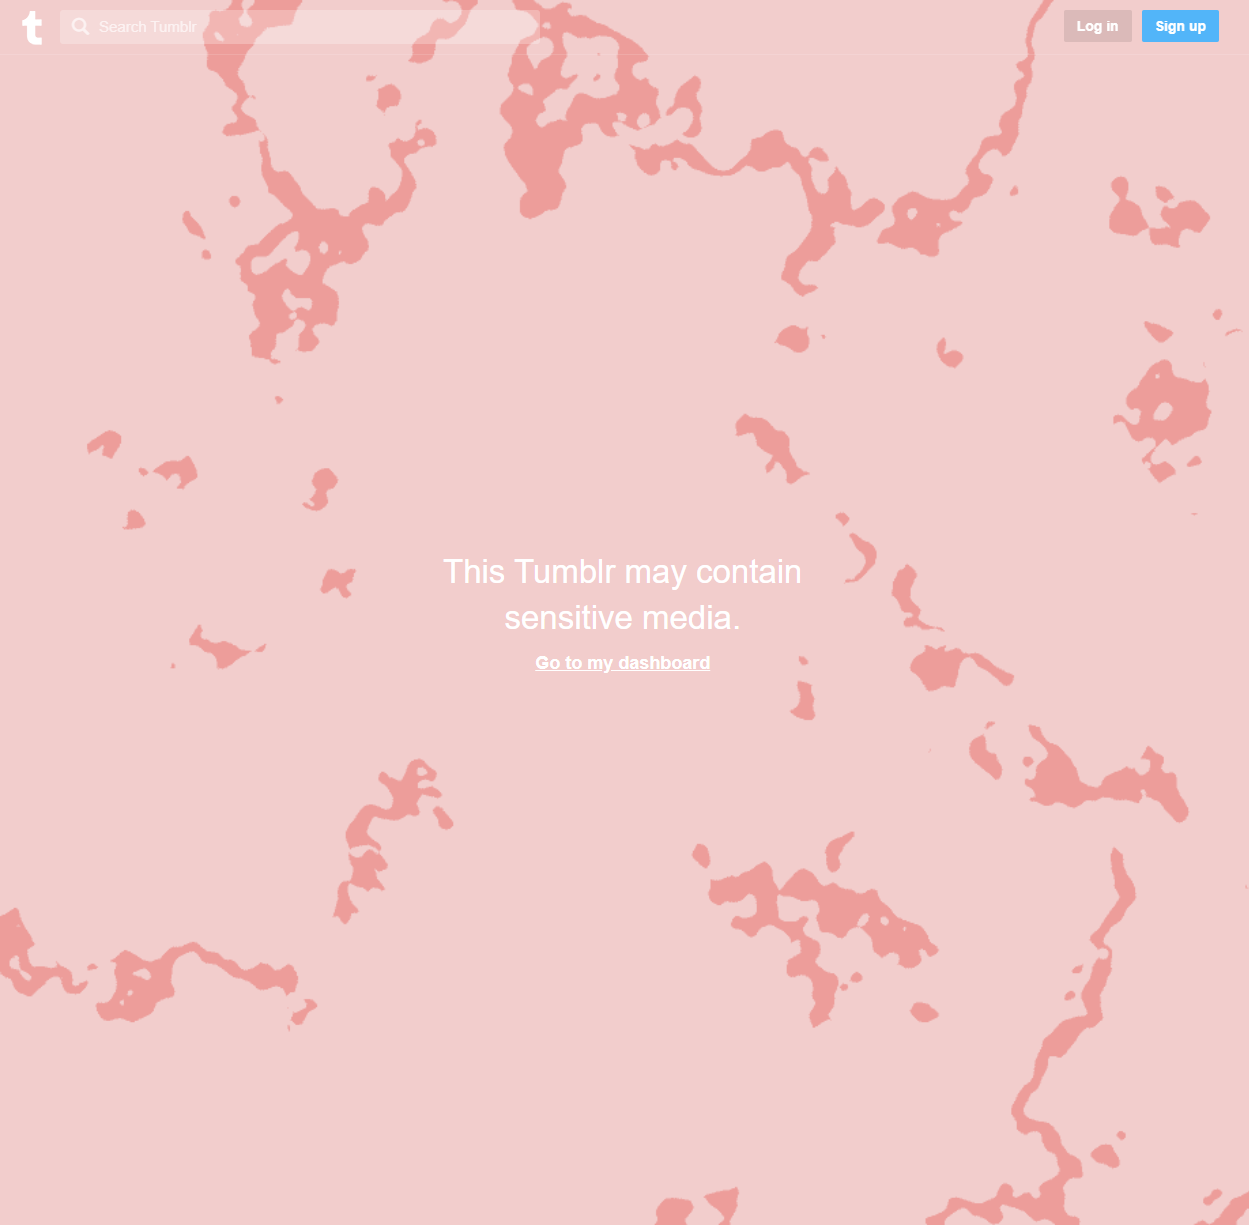 t Search Tumblr Log in Sign up
This Tumblr may contain
sensitive media.
Go to my dashboard